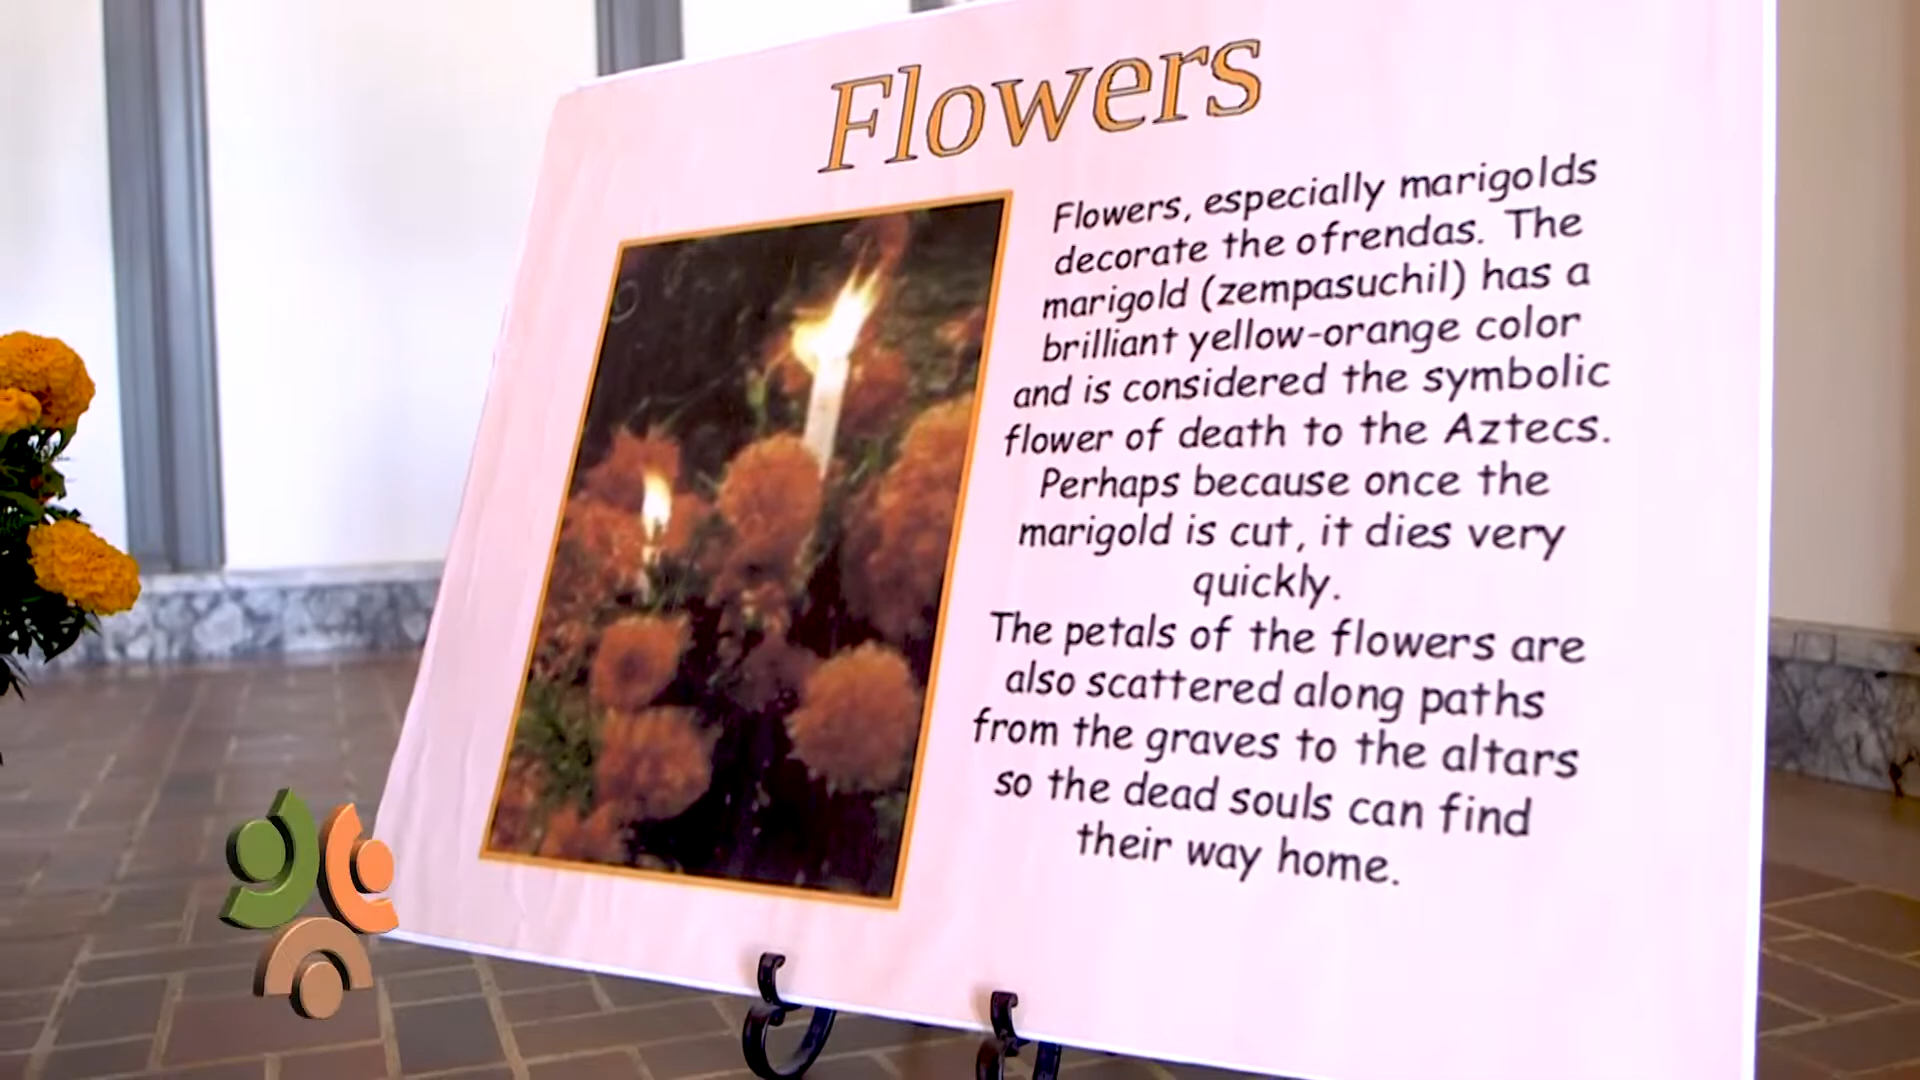 Flowers
Flowers, especially marigolds
decorate the ofrendas. The
marigold (zempasuchil) has a
brilliant yellow-orange color
and is considered the symbolic
flower of death to the Aztecs.
Perhaps because once the
marigold is cut, it dies very
quickly.
The petals of the flowers are
also scattered along paths
from the graves to the altars
so the dead souls can find
their way home.